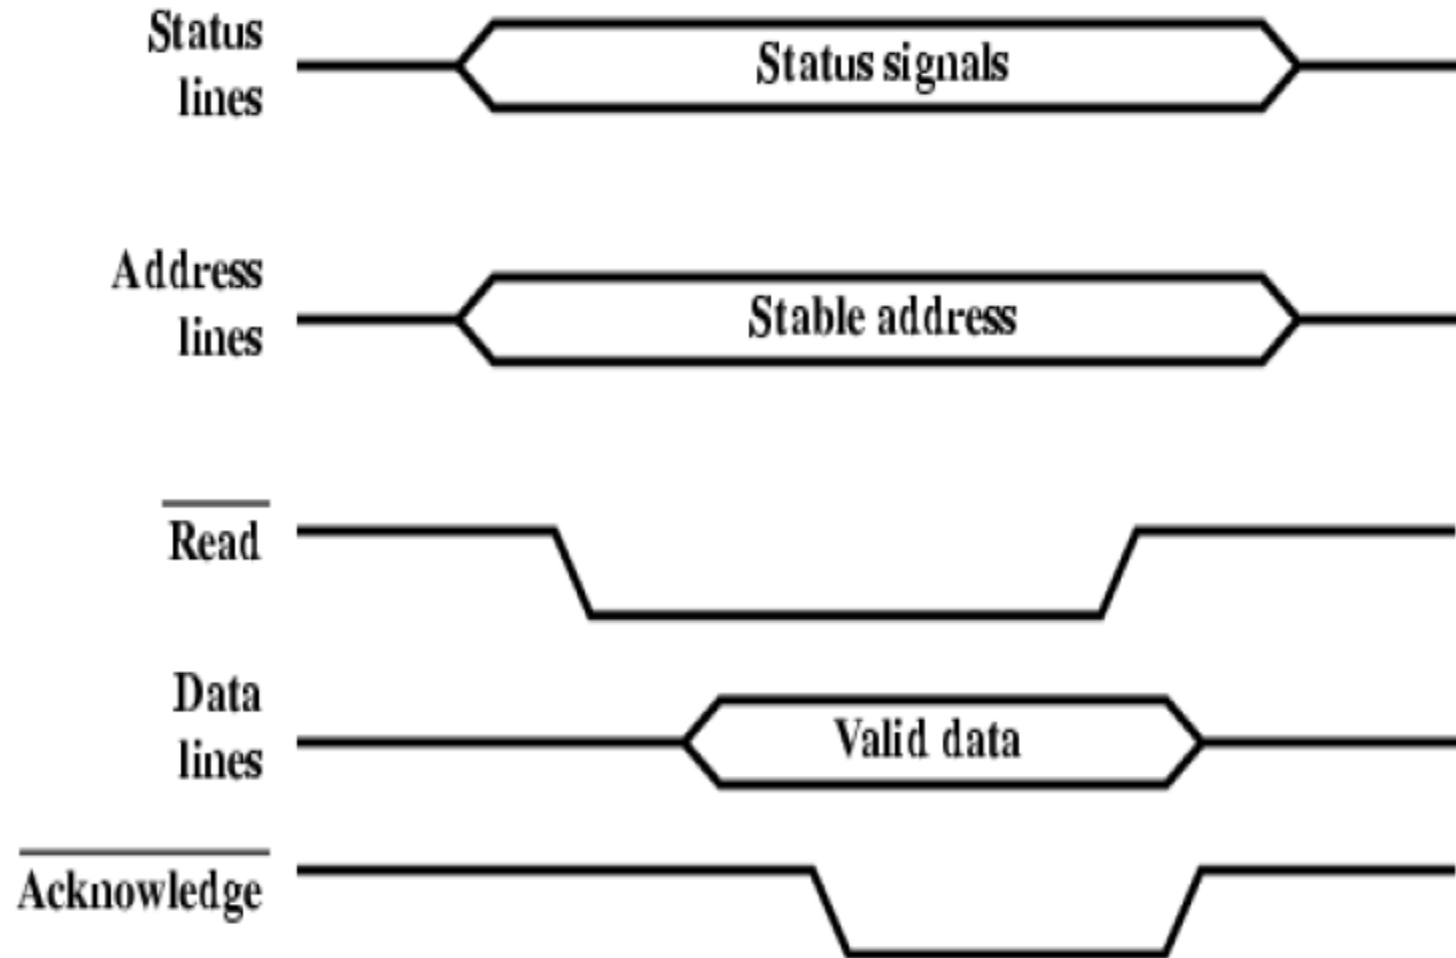 Status
lines
Status signals
Address
lines
Stable address
Read
Data
lines
Valid data
Acknowledge